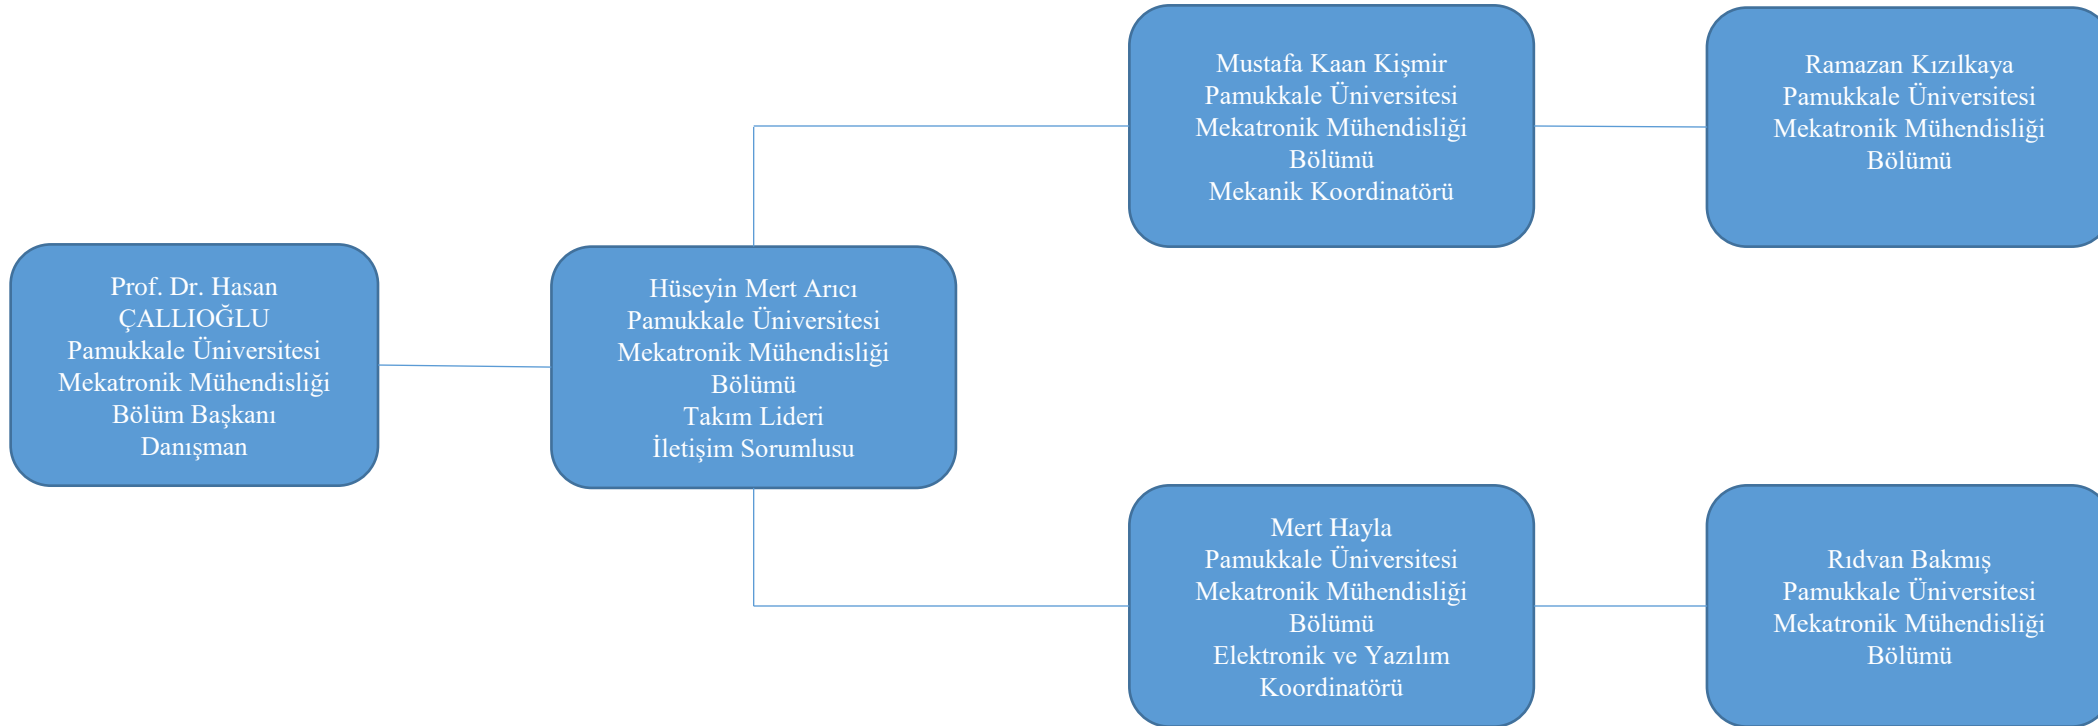 Mustafa Kaan Kişmir
Pamukkale Üniversitesi
Mekatronik Mühendisliği
Bölümü
Mekanik Koordinatörü
Ramazan Kızılkaya
Pamukkale Üniversitesi
Mekatronik Mühendisliği
Bölümü
Prof. Dr. Hasan
ÇALLIOĞLU
Pamukkale Üniversitesi
Mekatronik Mühendisliği
Bölüm Başkanı
Danışman
Hüseyin Mert Arıcı
Pamukkale Üniversitesi
Mekatronik Mühendisliği
Bölümü
Takım Lideri
İletişim Sorumlusu
Mert Hayla
Pamukkale Üniversitesi
Mekatronik Mühendisliği
Bölümü
Elektronik ve Yazılım
Koordinatörü
Rıdvan Bakmış
Pamukkale Üniversitesi
Mekatronik Mühendisliği
Bölümü